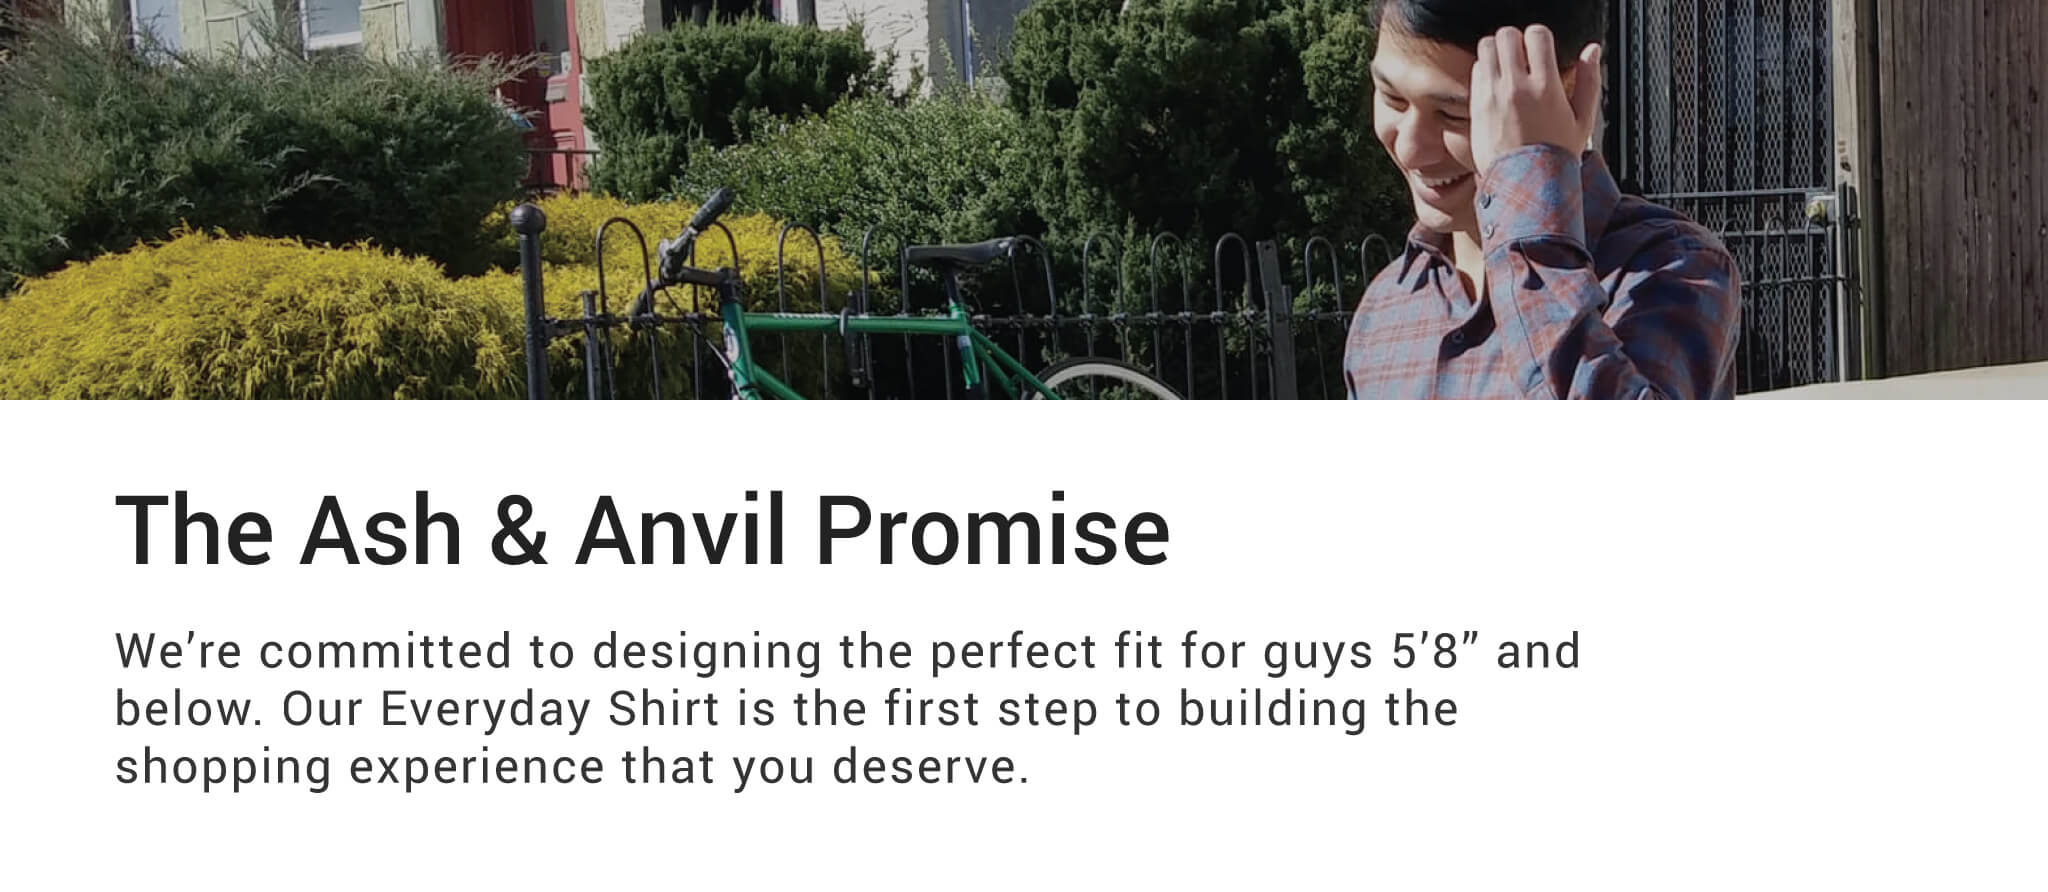 The Ash & Anvil Promise
We’re committed to designing the perfect fit for guys 5’8” and
below. Our Everyday Shirt is the first step to building the
shopping experience that you deserve.